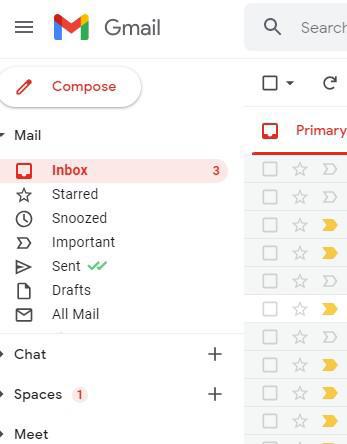 Gmail
Search
Compose
Mail
Primary
Inbox 3
Starred
Snoozed
Important
Sent
Drafts
All Mail
Chat
Spaces 1
Meet